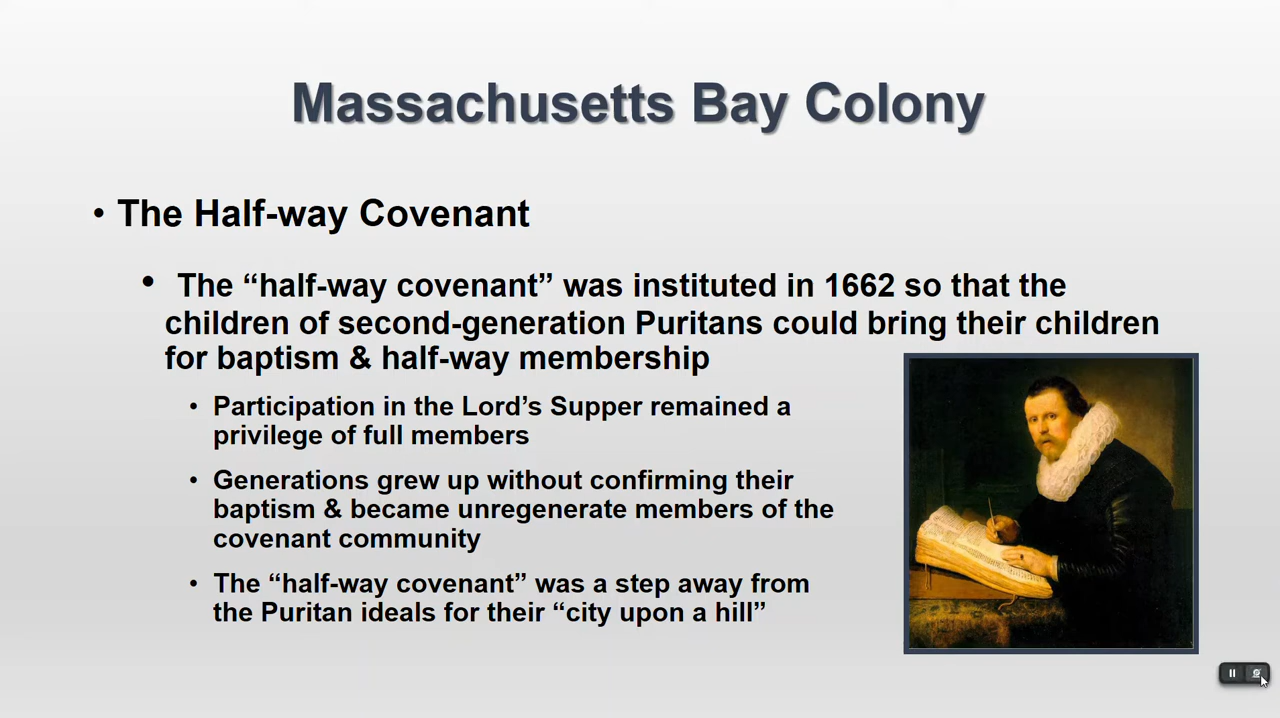 Massachusetts Bay Colony
• The Half-way Covenant
• The “half-way covenant” was instituted in 1662 so that the
children of second-generation Puritans could bring their children
for baptism & half-way membership
• Participation in the Lord’s Supper remained a
privilege of full members
• Generations grew up without confirming their
baptism & became unregenerate members of the
covenant community
• The “half-way covenant” was a step away from
the Puritan ideals for their “city upon a hill”